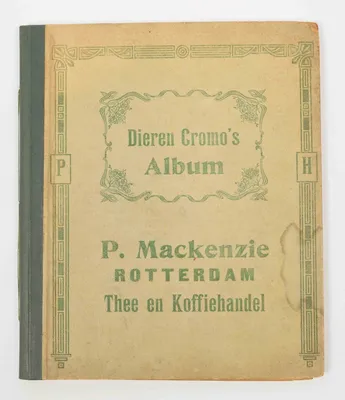 Dieren Cromo's
Album
P
H
P. Mackenzie
ROTTERDAM
Thee en Koffiehandel